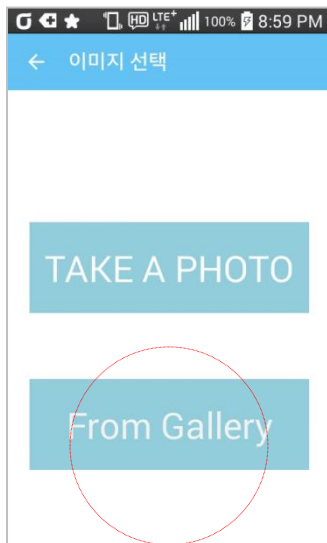 HD LTE+ 100% 8:59 PM
이미지 선택
TAKE A PHOTO
From Gallery